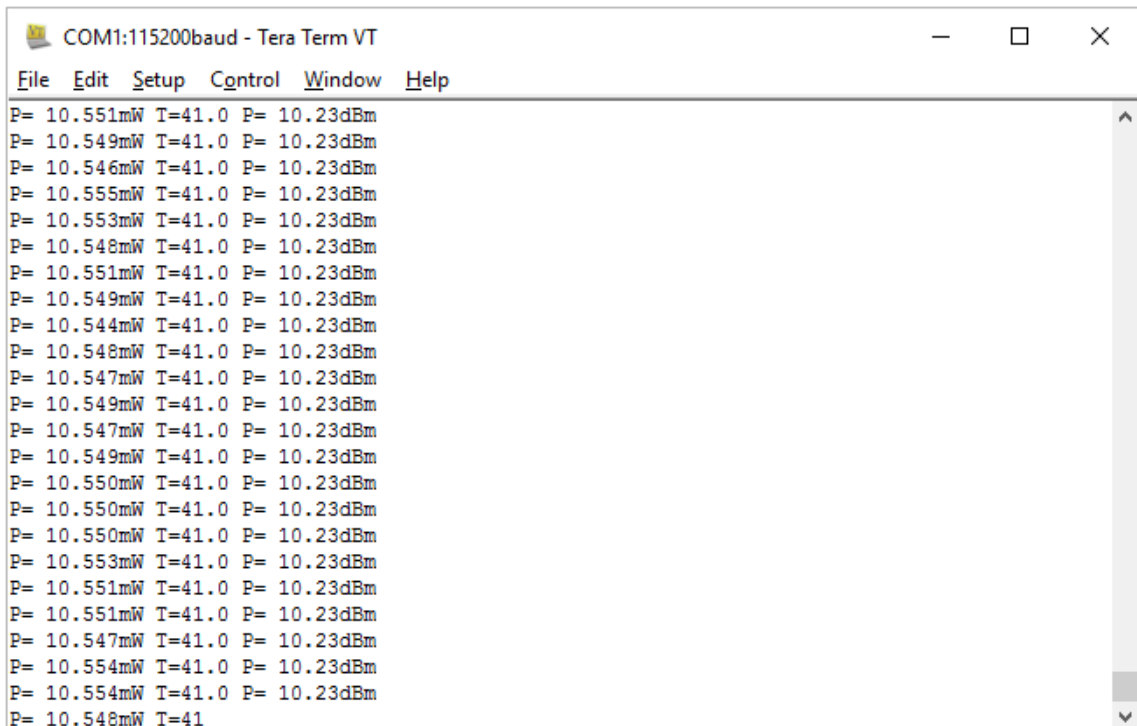 COM1:115200baud - Tera Term VT
File Edit Setup Control Window Help
P= 10.551mW T=41.0 P= 10.23dBm
P= 10.549mW T=41.0 P= 10.23dBm
P= 10.546mW T=41.0 P= 10.23dBm
P= 10.555mW T=41.0 P= 10.23dBm
P= 10.553mW T=41.0 P= 10.23dBm
P= 10.548mW T=41.0 P= 10.23dBm
P= 10.551mW T=41.0 P= 10.23dBm
P= 10.549mW T=41.0 P= 10.23dBm
P= 10.544mW T=41.0 P= 10.23dBm
P= 10.548mW T=41.0 P= 10.23dBm
P= 10.547mW T=41.0 P= 10.23dBm
P= 10.549mW T=41.0 P= 10.23dBm
P= 10.547mW T=41.0 P= 10.23dBm
P= 10.549mW T=41.0 P= 10.23dBm
P= 10.550mW T=41.0 P= 10.23dBm
P= 10.550mW T=41.0 P= 10.23dBm
P= 10.550mW T=41.0 P= 10.23dBm
P= 10.553mW T=41.0 P= 10.23dBm
P= 10.551mW T=41.0 P= 10.23dBm
P= 10.551mW T=41.0 P= 10.23dBm
P= 10.547mW T=41.0 P= 10.23dBm
P= 10.554mW T=41.0 P= 10.23dBm
P= 10.554mW T=41.0 P= 10.23dBm
P= 10.548mW T=41